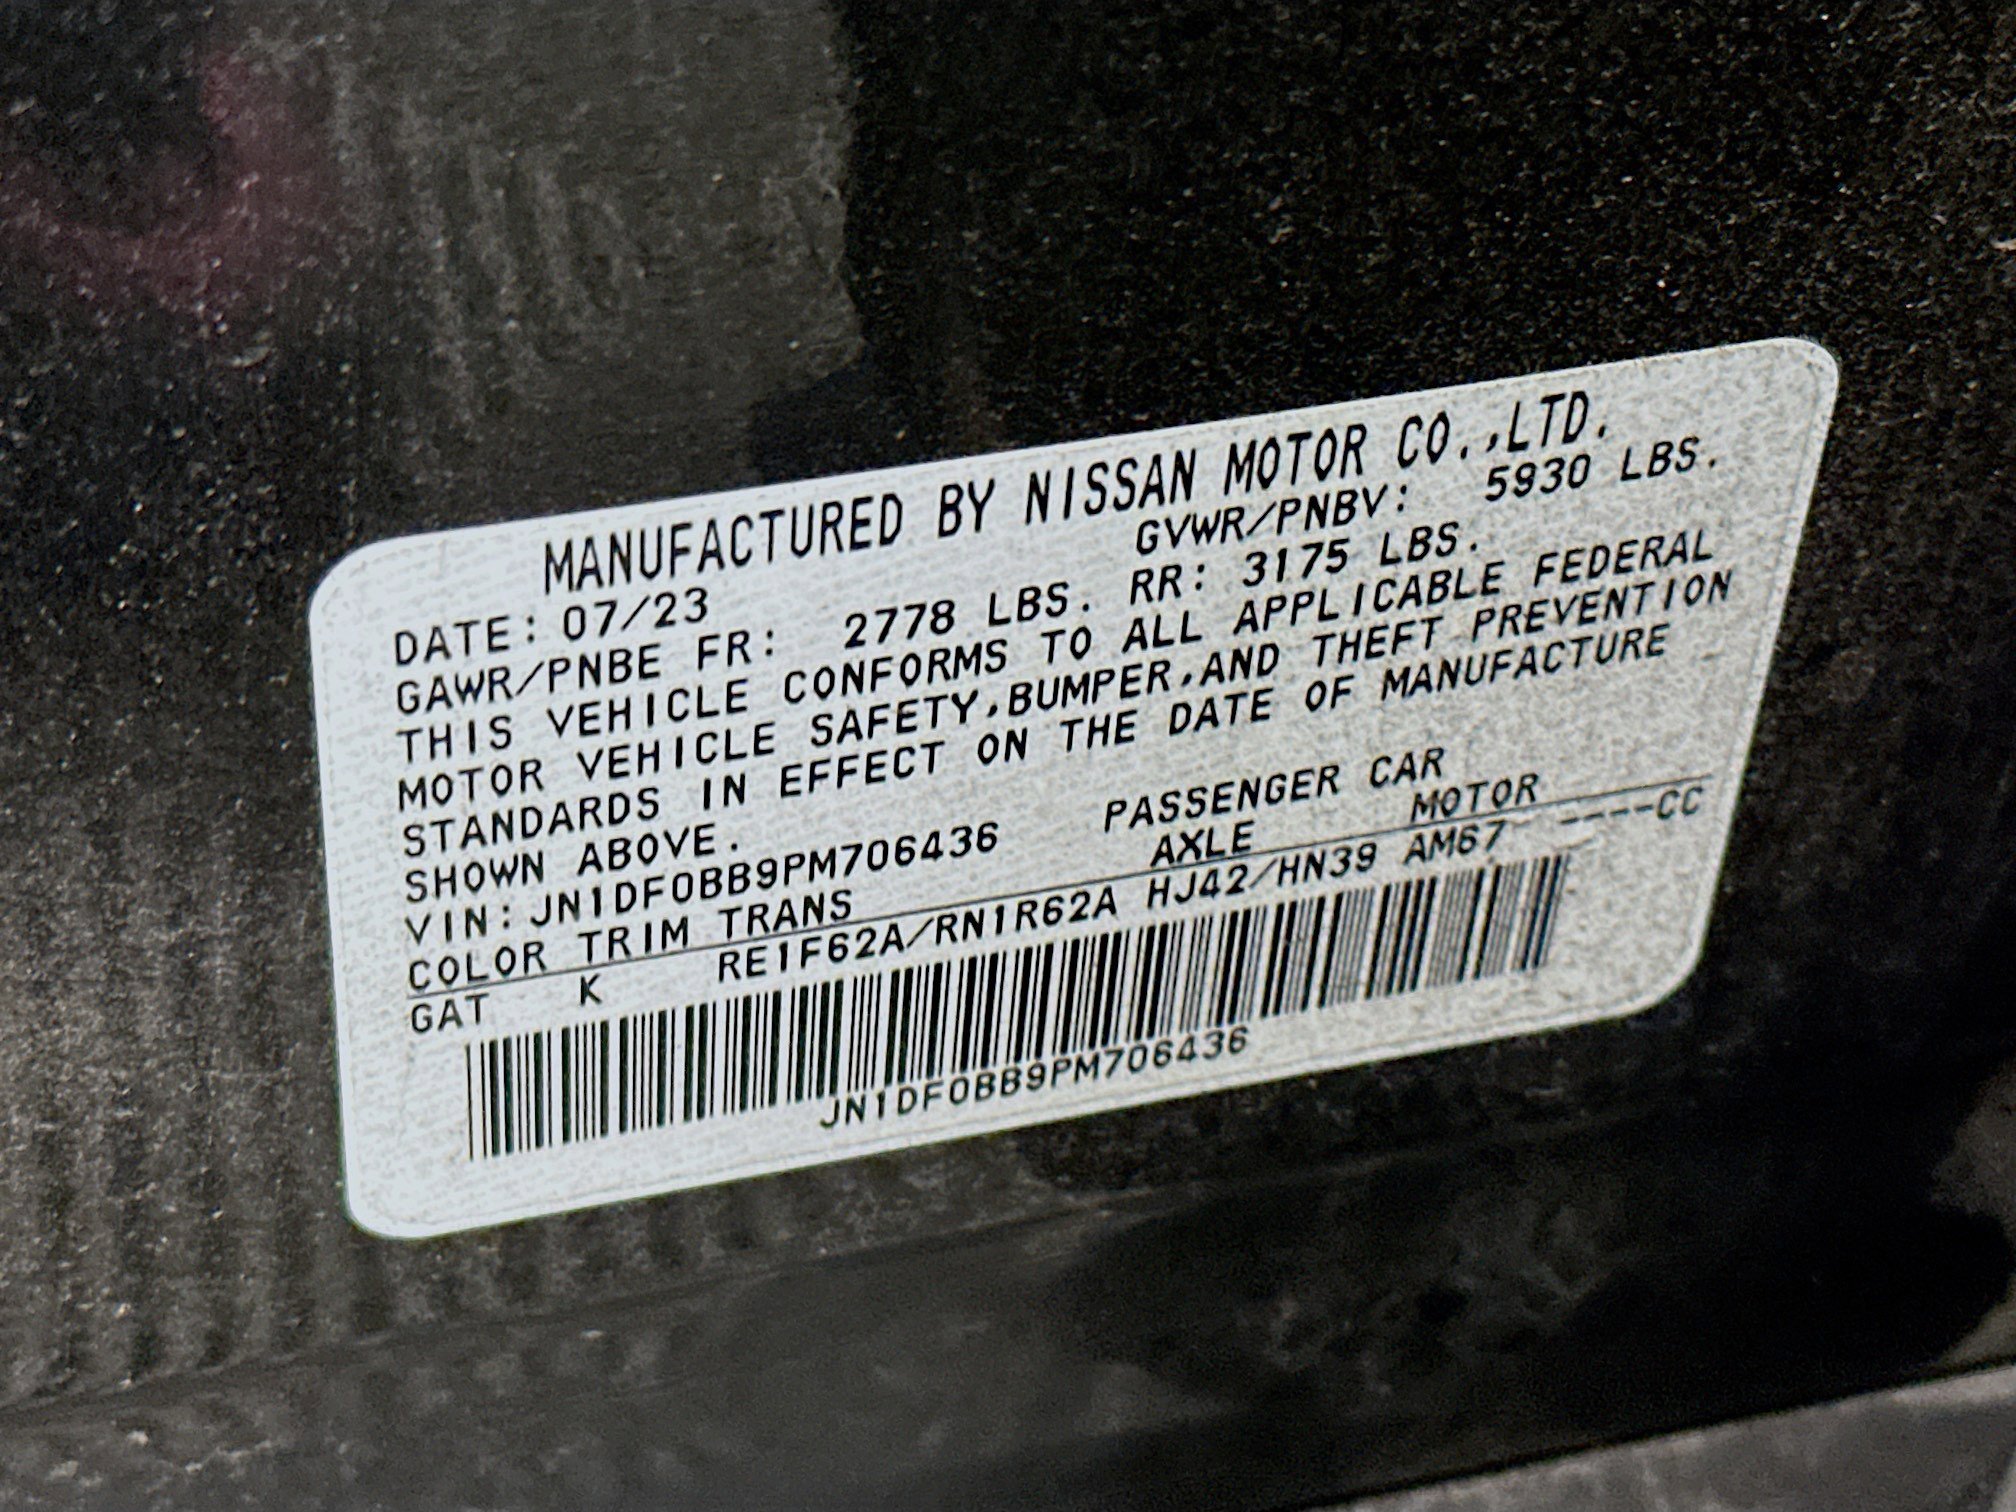 MANUFACTURED BY NISSAN MOTOR CO.,LTD.
DATE: 07/23 GVWR/PNBV: 5930 LBS.
GAWR/PNBE FR: 2778 LBS. RR: 3175 LBS.
THIS VEHICLE CONFORMS TO ALL APPLICABLE FEDERAL
MOTOR VEHICLE SAFETY,BUMPER,AND THEFT PREVENTION
STANDARDS IN EFFECT ON THE DATE OF MANUFACTURE
SHOWN ABOVE.
VIN: JN1DF0BB9PM706436 PASSENGER CAR
COLOR TRIM TRANS AXLE MOTOR
GAT K RE1F62A/RN1R62A HJ42/HN39 AM67 ----CC
JN1DF0BB9PM706436